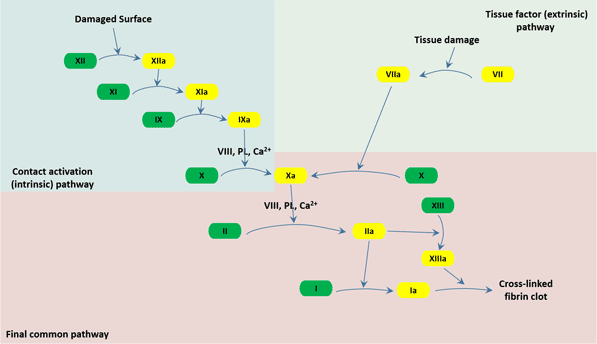 Damaged Surface
Tissue factor (extrinsic)
pathway
Tissue damage
XII
XIIa
VIIa
VII
XI
XIa
IX
IXa
VIII, PL, Ca²⁺
Contact activation
(intrinsic) pathway
X
Xa
X
VIII, PL, Ca²⁺
XIII
II
IIa
XIIIa
I
Ia
Cross-linked
fibrin clot
Final common pathway